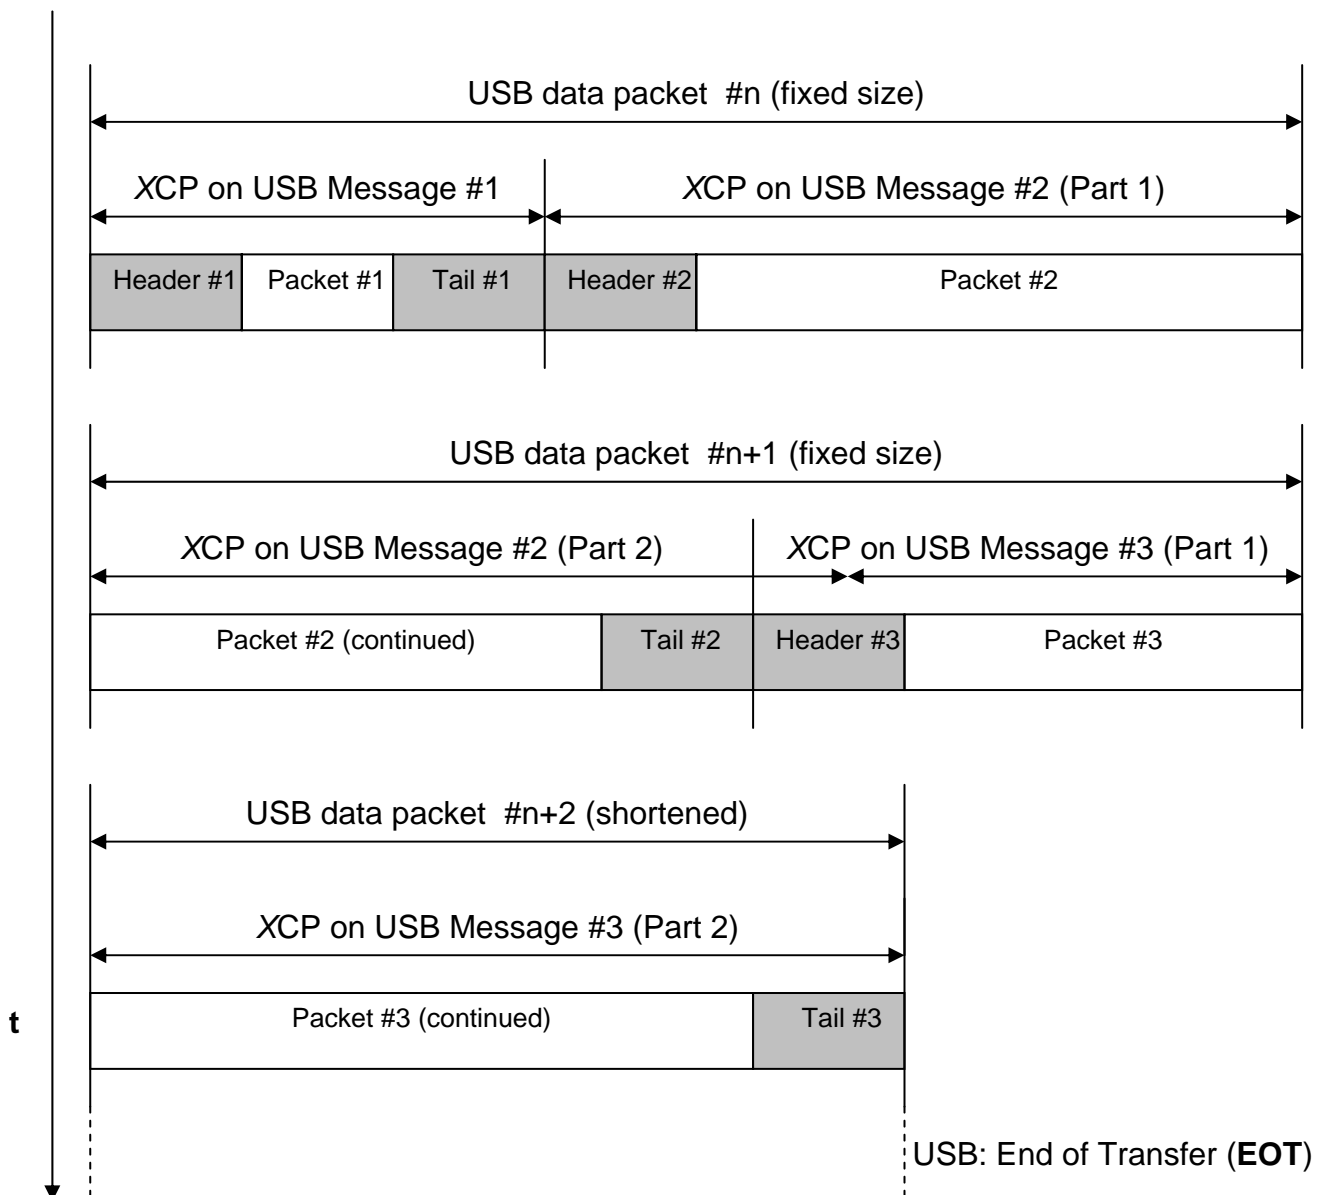 USB data packet #n (fixed size)
XCP on USB Message #1
XCP on USB Message #2 (Part 1)
Header #1
Packet #1
Tail #1
Header #2
Packet #2
USB data packet #n+1 (fixed size)
XCP on USB Message #2 (Part 2)
XCP on USB Message #3 (Part 1)
Packet #2 (continued)
Tail #2
Header #3
Packet #3
USB data packet #n+2 (shortened)
XCP on USB Message #3 (Part 2)
Packet #3 (continued)
Tail #3
t
USB: End of Transfer (EOT)